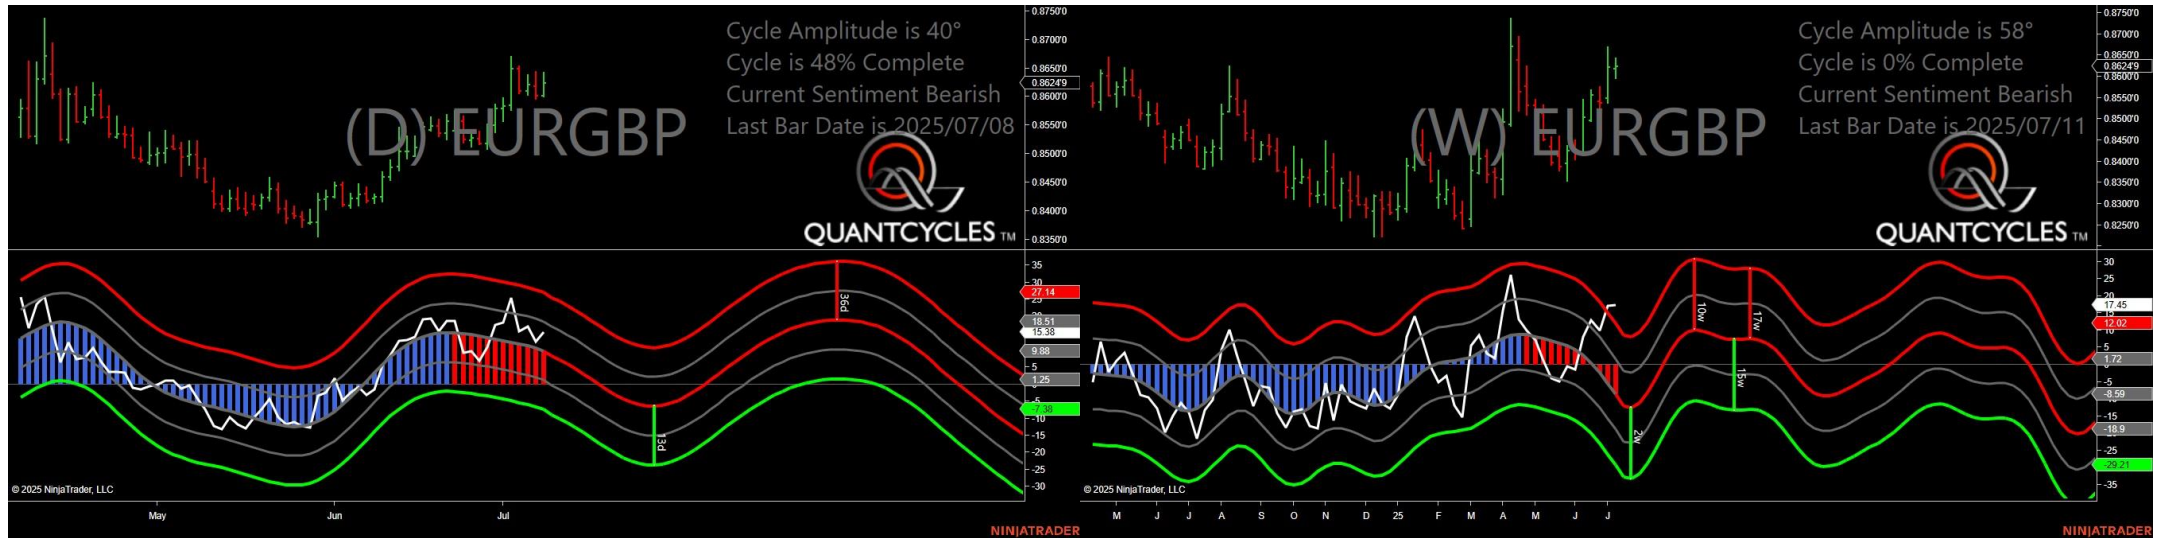 Cycle Amplitude is 40°
Cycle is 48% Complete
Current Sentiment Bearish
Last Bar Date is 2025/07/08
(D) EURGBP
QUANTCYCLES TM
0.8750'0
0.8700'0
0.8650'0
0.8624'9
0.8600'0
0.8550'0
0.8500'0
0.8450'0
0.8400'0
0.8350'0
35
27.14
25
18.51
15.38
9.88
5
1.25
-5
-7.38
-10
-15
-20
-25
-30
36d
13d
© 2025 NinjaTrader, LLC
May Jun Jul
NINJATRADER
Cycle Amplitude is 58°
Cycle is 0% Complete
Current Sentiment Bearish
Last Bar Date is 2025/07/11
(W) EURGBP
QUANTCYCLES TM
0.8750'0
0.8700'0
0.8650'0
0.8624'9
0.8600'0
0.8550'0
0.8500'0
0.8450'0
0.8400'0
0.8350'0
0.8300'0
0.8250'0
30
25
20
17.45
12.02
5
1.72
-5
-8.59
-15
-18.9
-25
-29.21
-35
10w
17w
15w
2w
© 2025 NinjaTrader, LLC
M J J A S O N D 25 F M A M J J
NINJATRADER